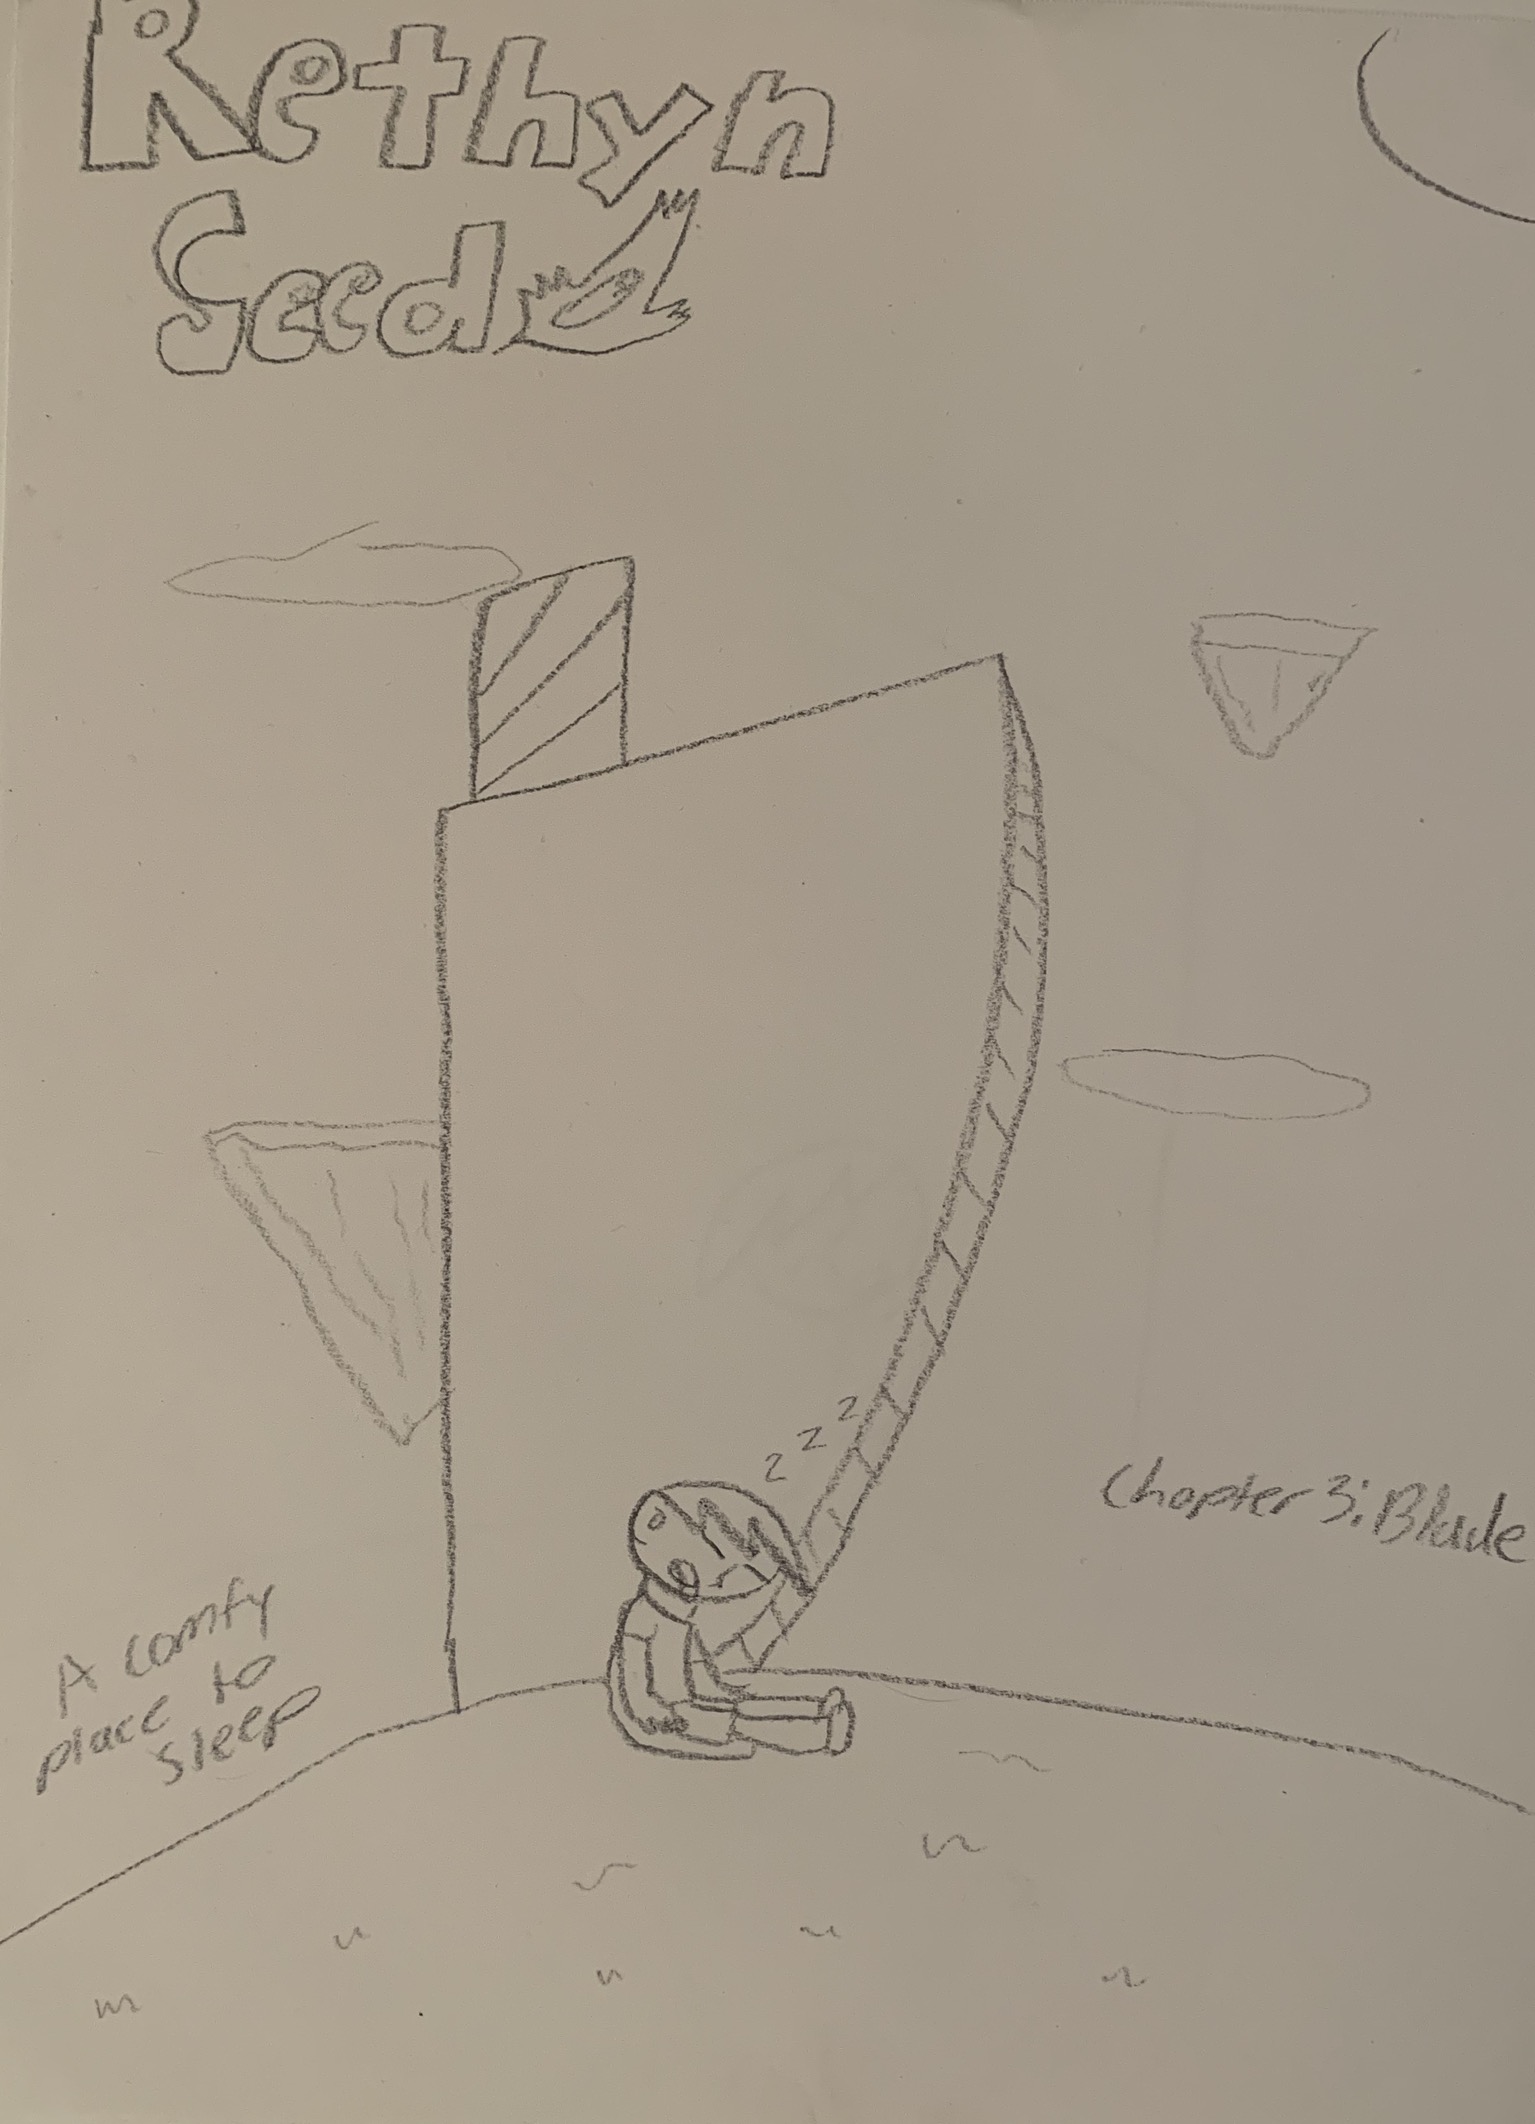 Rethyn
Seed
z z z
Chapter 3: Blade
A comfy
place to
sleep